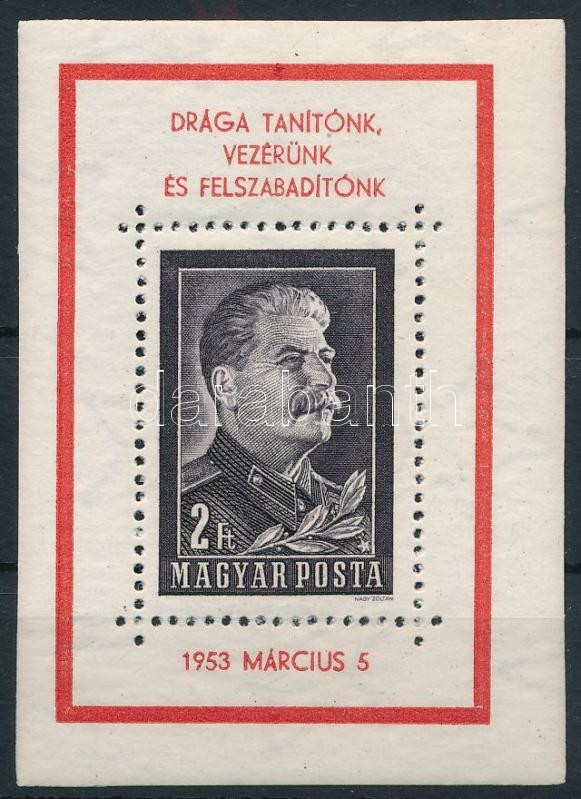 DRÁGA TANÍTÓNK,
VEZÉRÜNK
ÉS FELSZABADÍTÓNK
darabanth
2 Ft
MAGYAR POSTA
NAGY ZOLTÁN
1953 MÁRCIUS 5